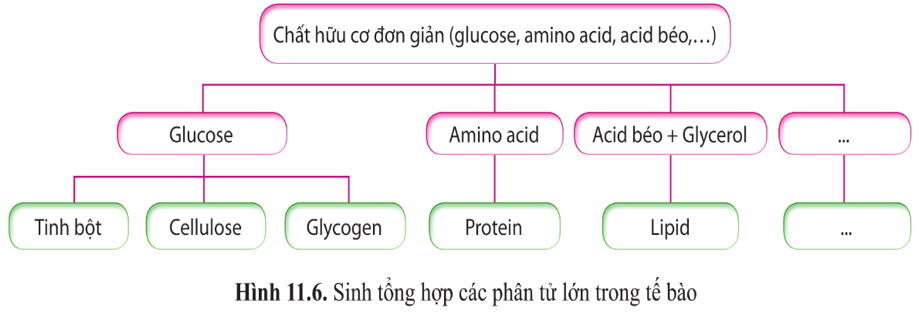 Chất hữu cơ đơn giản (glucose, amino acid, acid béo,...)
Glucose
Amino acid
Acid béo + Glycerol
...
Tinh bột
Cellulose
Glycogen
Protein
Lipid
...
Hình 11.6. Sinh tổng hợp các phân tử lớn trong tế bào